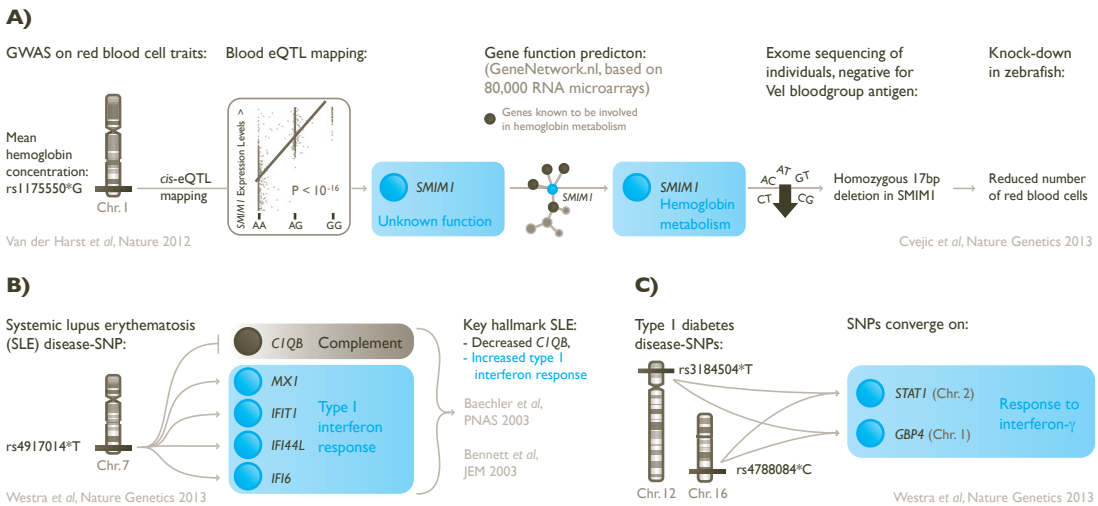 A)
GWAS on red blood cell traits:
Mean
hemoglobin
concentration:
rs1175550*G
Chr. 1
Van der Harst et al, Nature 2012
cis-eQTL
mapping
Blood eQTL mapping:
SMIM1 Expression Levels >
P < 10-16
AA AG GG
SMIM1
Unknown function
Gene function predicton:
(GeneNetwork.nl, based on
80,000 RNA microarrays)
Genes known to be involved
in hemoglobin metabolism
SMIM1
SMIM1
Hemoglobin
metabolism
Exome sequencing of
individuals, negative for
Vel bloodgroup antigen:
CT AC AT GT CG
Homozygous 17bp
deletion in SMIM1
Knock-down
in zebrafish:
Reduced number
of red blood cells
Cvejic et al, Nature Genetics 2013
B)
Systemic lupus erythematosis
(SLE) disease-SNP:
rs4917014*T
Chr. 7
Westra et al, Nature Genetics 2013
C1QB Complement
MX1
IFIT1
IFI44L
IFI6
Type I
interferon
response
Key hallmark SLE:
- Decreased C1QB,
- Increased type I
interferon response
Baechler et al,
PNAS 2003
Bennett et al,
JEM 2003
C)
Type I diabetes
disease-SNPs:
rs3184504*T
rs4788084*C
Chr. 12 Chr. 16
SNPs converge on:
STAT1 (Chr. 2)
GBP4 (Chr. 1)
Response to
interferon-γ
Westra et al, Nature Genetics 2013